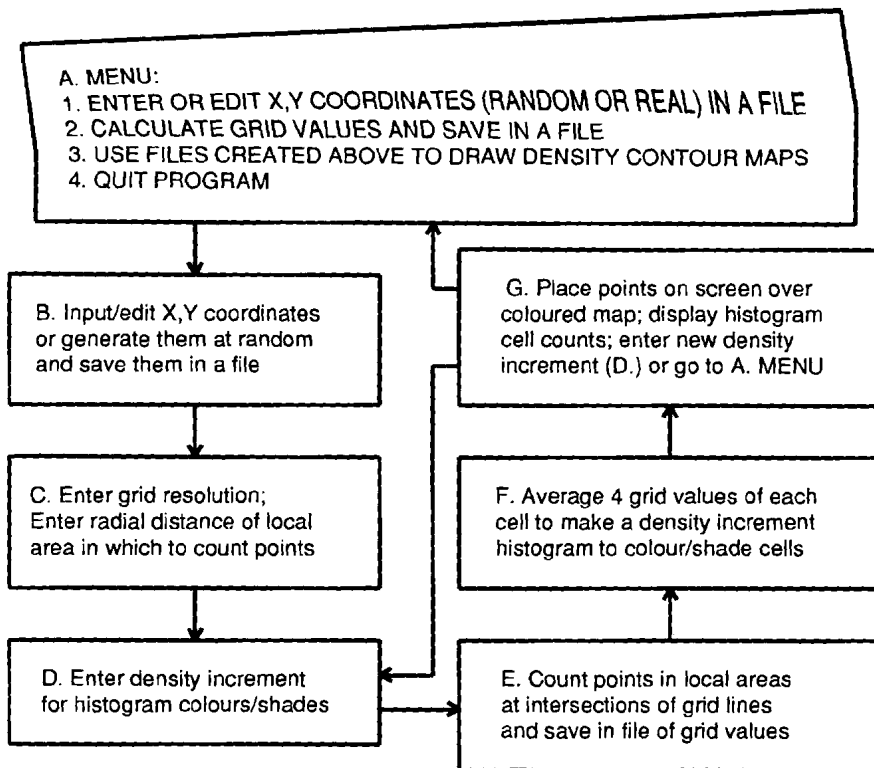 A. MENU:
1. ENTER OR EDIT X,Y COORDINATES (RANDOM OR REAL) IN A FILE
2. CALCULATE GRID VALUES AND SAVE IN A FILE
3. USE FILES CREATED ABOVE TO DRAW DENSITY CONTOUR MAPS
4. QUIT PROGRAM
B. Input/edit X,Y coordinates
or generate them at random
and save them in a file
C. Enter grid resolution;
Enter radial distance of local
area in which to count points
D. Enter density increment
for histogram colours/shades
E. Count points in local areas
at intersections of grid lines
and save in file of grid values
F. Average 4 grid values of each
cell to make a density increment
histogram to colour/shade cells
G. Place points on screen over
coloured map; display histogram
cell counts; enter new density
increment (D.) or go to A. MENU